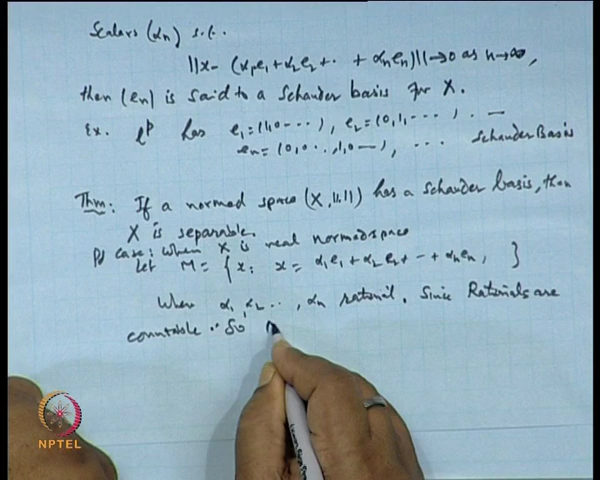 Scalars (αn) s.t.
||x - (α1e1 + α2e2 + .. + αnen)|| → 0 as n → ∞,
then (en) is said to a Schauder basis for X.
Ex. l^p has e1 = (1,0 - - -), e2 = (0,1, - - -), . —
en = (0,0 . . , 1,0 —), . . . Schauder Basis
Thm: If a normed space (X, ||.||) has a Schauder basis, then
X is separable.
Pf case: When X is real normed space
Let M = { x: x = α1e1 + α2e2 + -- + αnen, }
When α1, α2 .., αn rational. Since Rationals are
countable. So
NPTEL